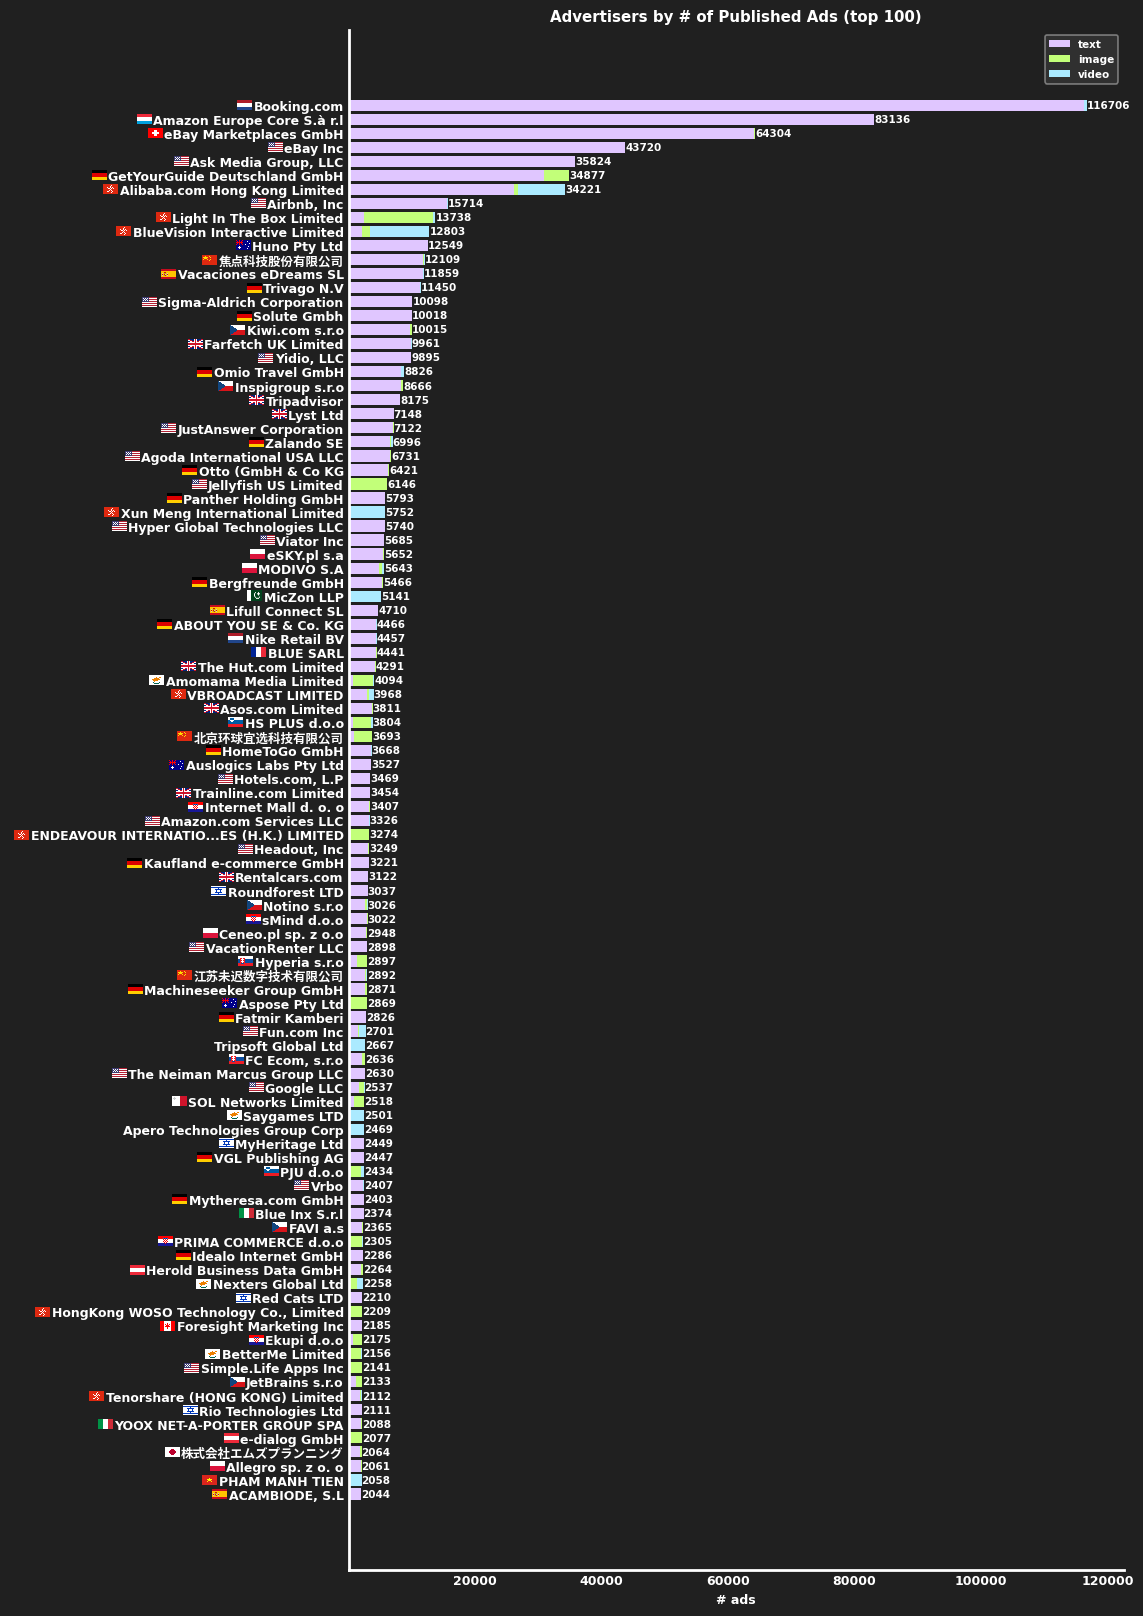 Advertisers by # of Published Ads (top 100)
text
image
video
Booking.com 116706
Amazon Europe Core S.à r.l 83136
eBay Marketplaces GmbH 64304
eBay Inc 43720
Ask Media Group, LLC 35824
GetYourGuide Deutschland GmbH 34877
Alibaba.com Hong Kong Limited 34221
Airbnb, Inc 15714
Light In The Box Limited 13738
BlueVision Interactive Limited 12803
Huno Pty Ltd 12549
焦点科技股份有限公司 12109
Vacaciones eDreams SL 11859
Trivago N.V 11450
Sigma-Aldrich Corporation 10098
Solute Gmbh 10018
Kiwi.com s.r.o 10015
Farfetch UK Limited 9961
Yidio, LLC 9895
Omio Travel GmbH 8826
Inspigroup s.r.o 8666
Tripadvisor 8175
Lyst Ltd 7148
JustAnswer Corporation 7122
Zalando SE 6996
Agoda International USA LLC 6731
Otto (GmbH & Co KG 6421
Jellyfish US Limited 6146
Panther Holding GmbH 5793
Xun Meng International Limited 5752
Hyper Global Technologies LLC 5740
Viator Inc 5685
eSKY.pl s.a 5652
MODIVO S.A 5643
Bergfreunde GmbH 5466
MicZon LLP 5141
Lifull Connect SL 4710
ABOUT YOU SE & Co. KG 4466
Nike Retail BV 4457
BLUE SARL 4441
The Hut.com Limited 4291
Amomama Media Limited 4094
VBROADCAST LIMITED 3968
Asos.com Limited 3811
HS PLUS d.o.o 3804
北京环球宜选科技有限公司 3693
HomeToGo GmbH 3668
Auslogics Labs Pty Ltd 3527
Hotels.com, L.P 3469
Trainline.com Limited 3454
Internet Mall d. o. o 3407
Amazon.com Services LLC 3326
ENDEAVOUR INTERNATIO...ES (H.K.) LIMITED 3274
Headout, Inc 3249
Kaufland e-commerce GmbH 3221
Rentalcars.com 3122
Roundforest LTD 3037
Notino s.r.o 3026
sMind d.o.o 3022
Ceneo.pl sp. z o.o 2948
VacationRenter LLC 2898
Hyperia s.r.o 2897
江苏未迟数字技术有限公司 2892
Machineseeker Group GmbH 2871
Aspose Pty Ltd 2869
Fatmir Kamberi 2826
Fun.com Inc 2701
Tripsoft Global Ltd 2667
FC Ecom, s.r.o 2636
The Neiman Marcus Group LLC 2630
Google LLC 2537
SOL Networks Limited 2518
Saygames LTD 2501
Apero Technologies Group Corp 2469
MyHeritage Ltd 2449
VGL Publishing AG 2447
PJU d.o.o 2434
Vrbo 2407
Mytheresa.com GmbH 2403
Blue Inx S.r.l 2374
FAVI a.s 2365
PRIMA COMMERCE d.o.o 2305
Idealo Internet GmbH 2286
Herold Business Data GmbH 2264
Nexters Global Ltd 2258
Red Cats LTD 2210
HongKong WOSO Technology Co., Limited 2209
Foresight Marketing Inc 2185
Ekupi d.o.o 2175
BetterMe Limited 2156
Simple.Life Apps Inc 2141
JetBrains s.r.o 2133
Tenorshare (HONG KONG) Limited 2112
Rio Technologies Ltd 2111
YOOX NET-A-PORTER GROUP SPA 2088
e-dialog GmbH 2077
株式会社エムズプランニング 2064
Allegro sp. z o. o 2061
PHAM MANH TIEN 2058
ACAMBIODE, S.L 2044
20000 40000 60000 80000 100000 120000
# ads